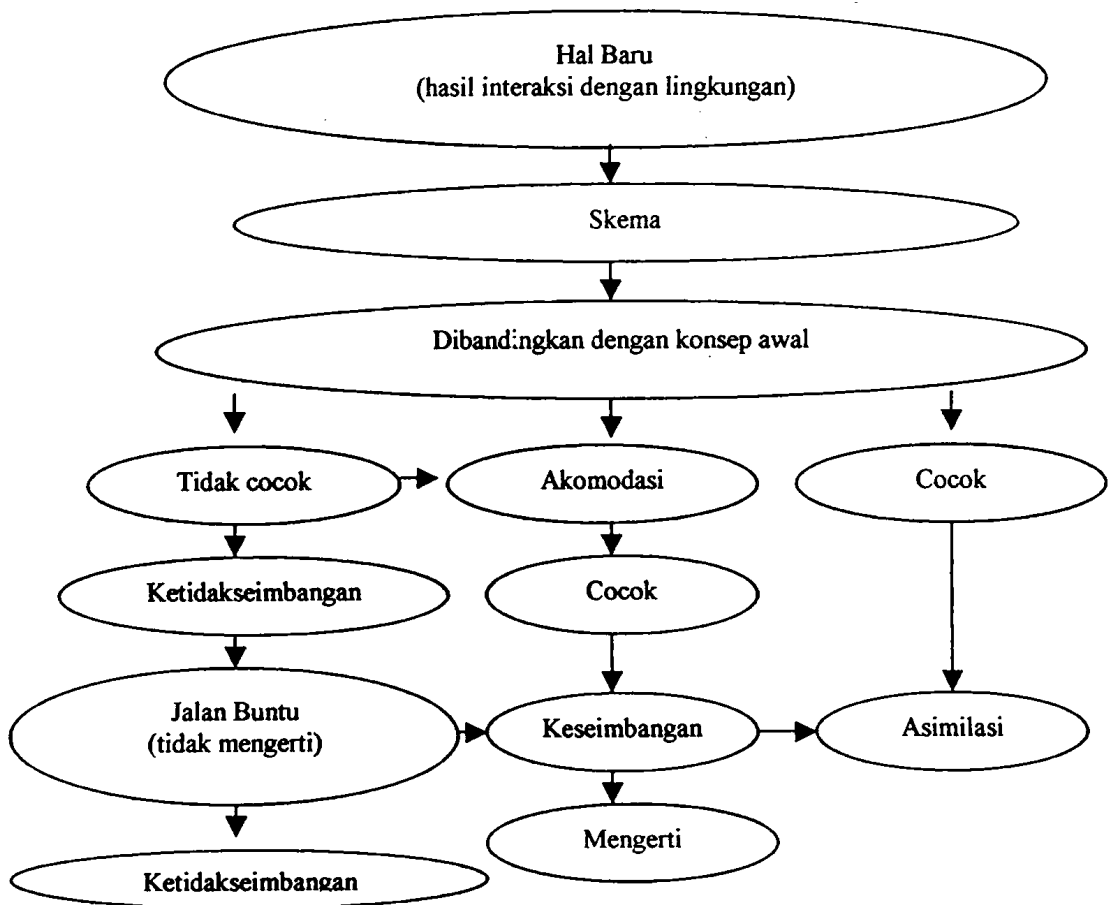 Hal Baru
(hasil interaksi dengan lingkungan)
Skema
Dibandingkan dengan konsep awal
Tidak cocok
Akomodasi
Cocok
Ketidakseimbangan
Cocok
Jalan Buntu
(tidak mengerti)
Keseimbangan
Asimilasi
Mengerti
Ketidakseimbangan